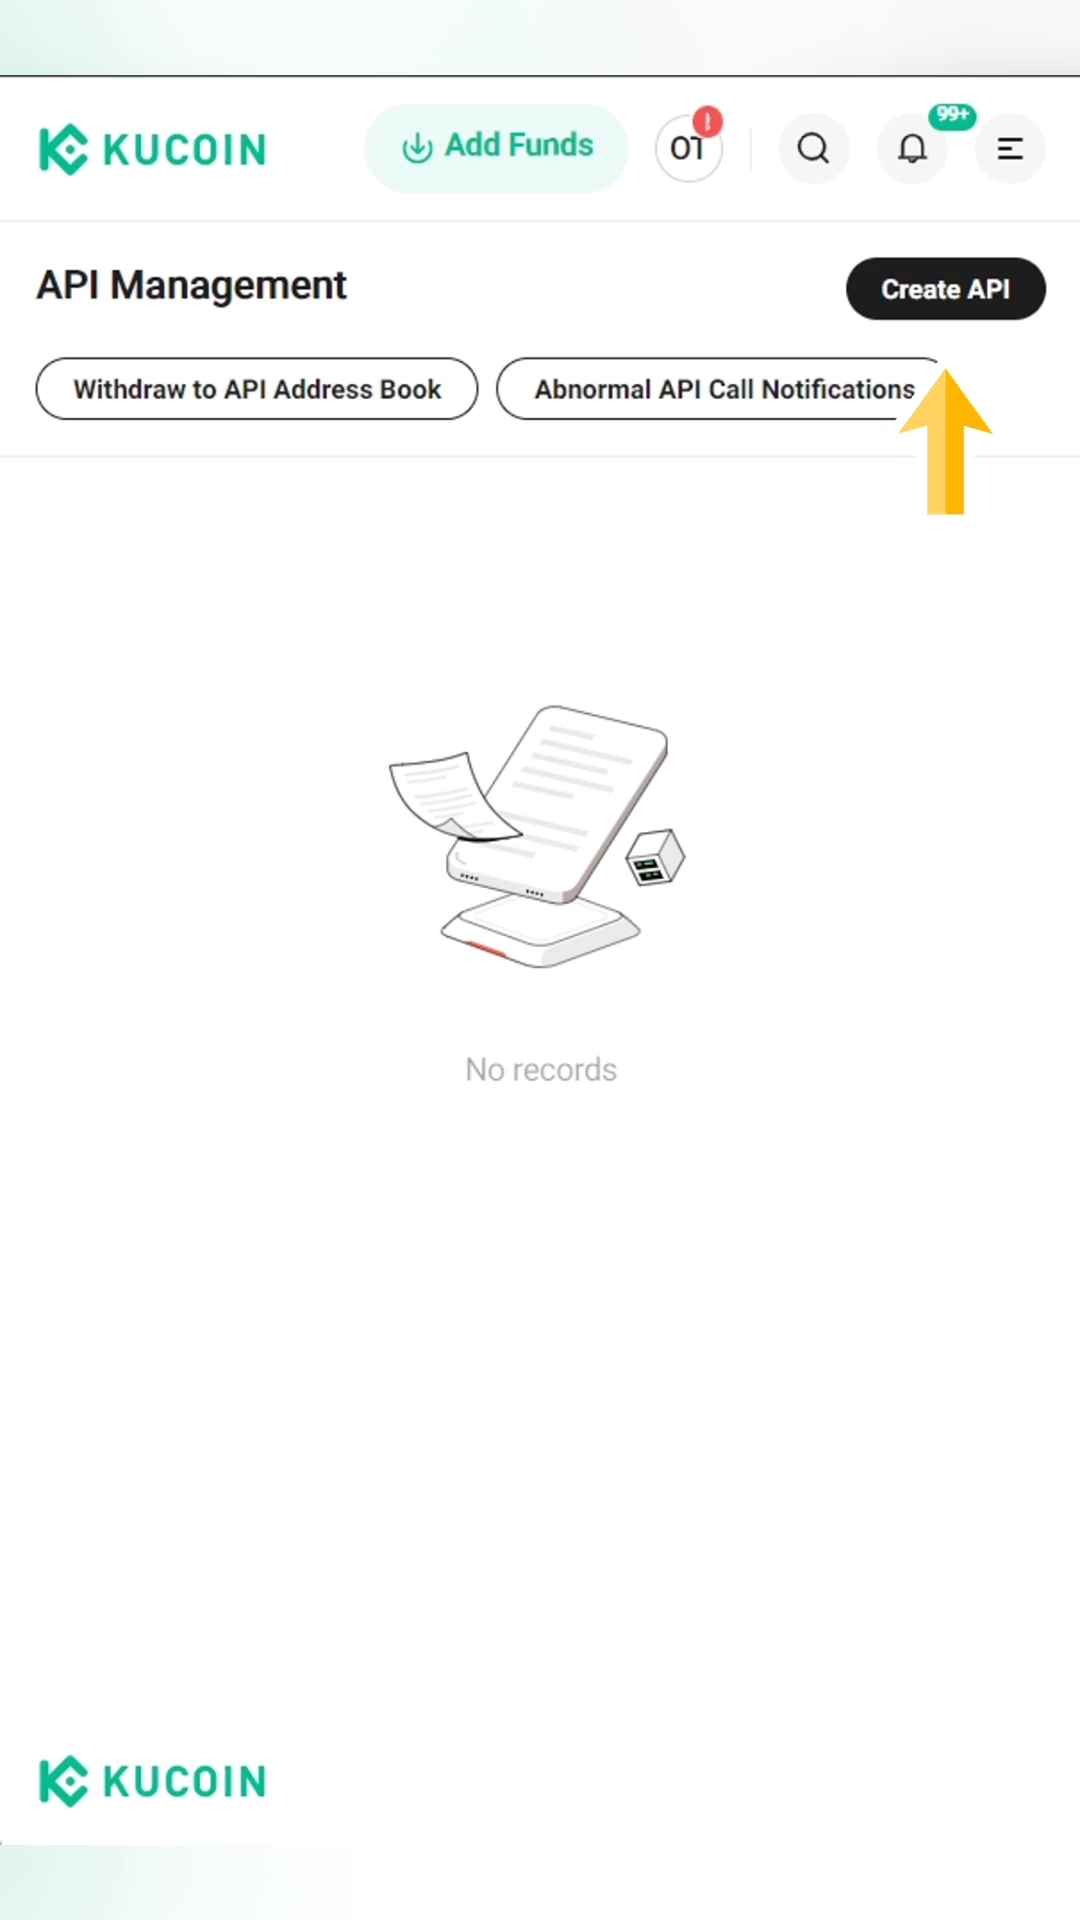 KUCOIN
Add Funds
OT
!
99+
API Management
Create API
Withdraw to API Address Book
Abnormal API Call Notifications
No records
KUCOIN